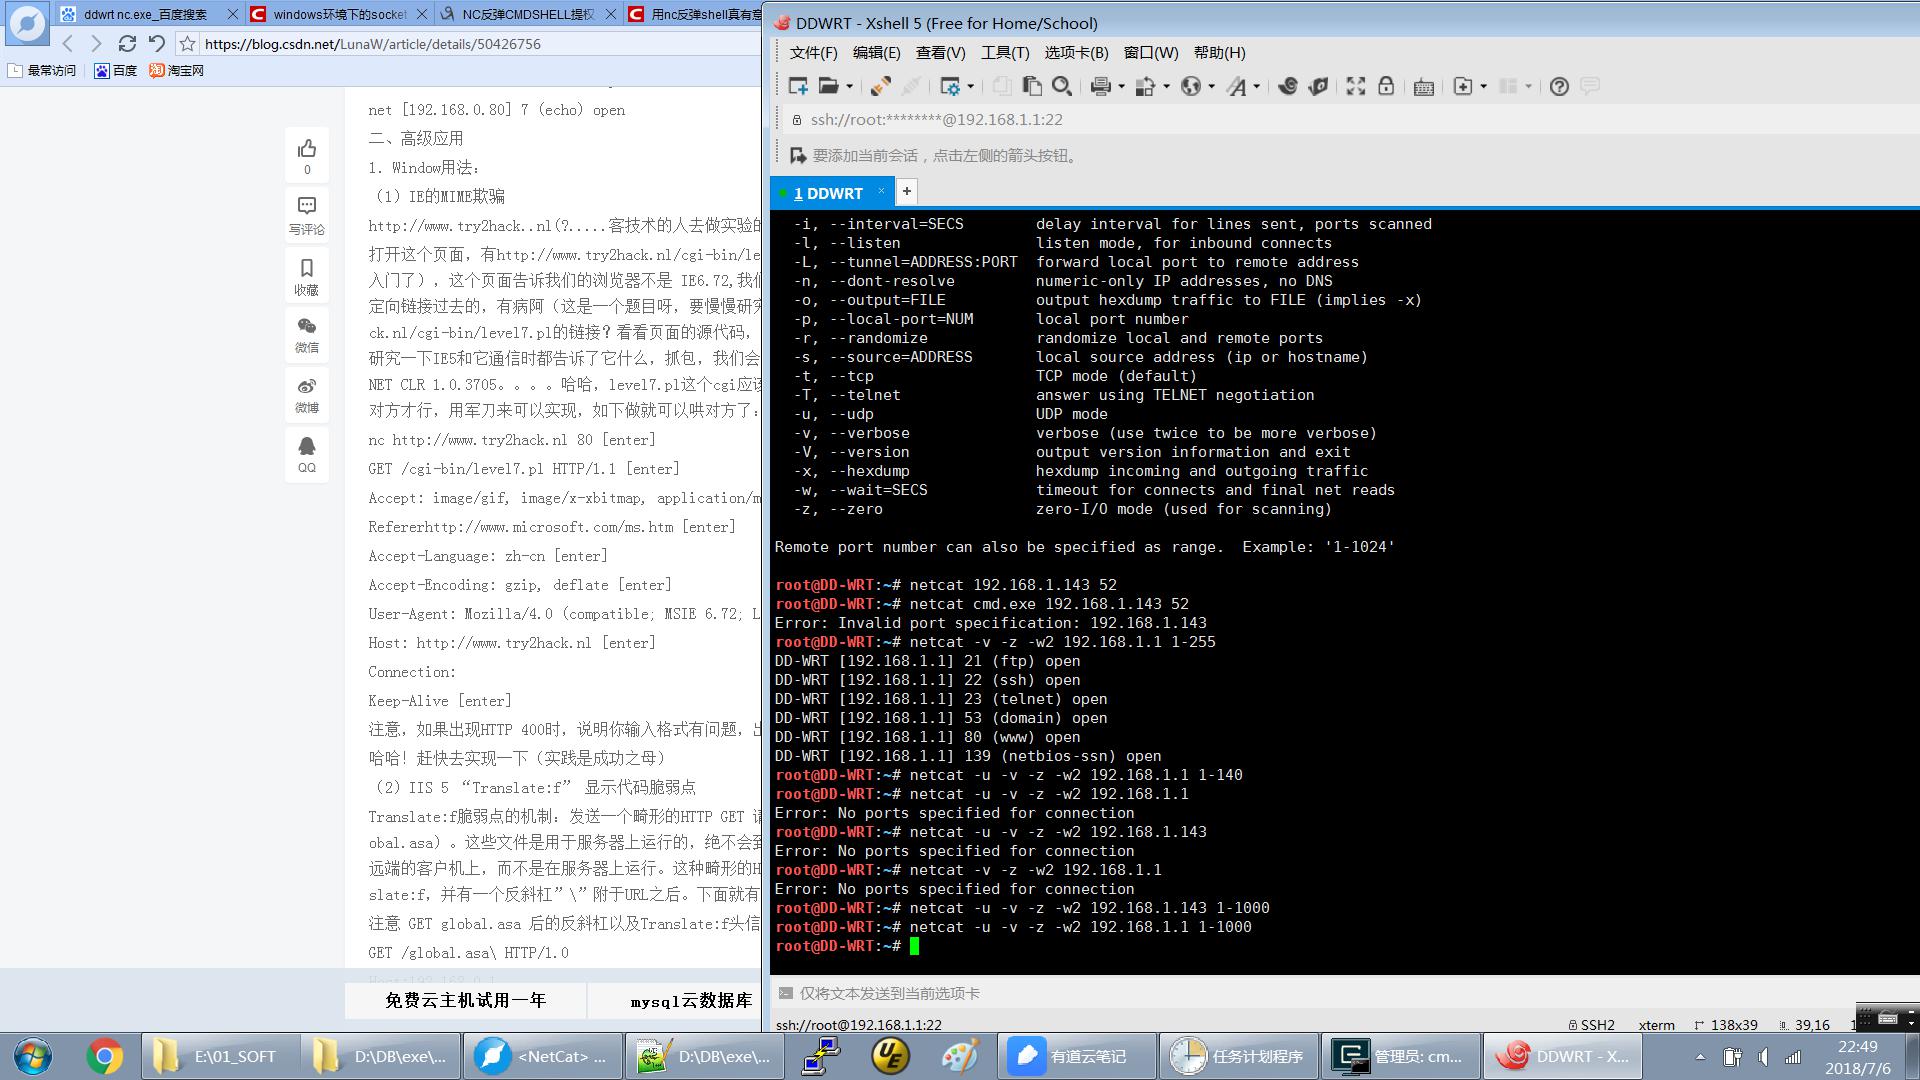 ddwrt nc.exe_百度搜索
windows环境下的socket
NC反弹CMDSHELL提权
用nc反弹shell真有意
https://blog.csdn.net/LunaW/article/details/50426756
最常访问
百度
淘宝网
net [192.168.0.80] 7 (echo) open
二、高级应用
1. Window用法：
（1）IE的MIME欺骗
http://www.try2hack..nl(?.....客技术的人去做实验的
打开这个页面，有http://www.try2hack.nl/cgi-bin/le
入门了），这个页面告诉我们的浏览器不是 IE6.72,我们
定向链接过去的，有病阿（这是一个题目呀，要慢慢研究
ck.nl/cgi-bin/level7.pl的链接？看看页面的源代码，
研究一下IE5和它通信时都告诉了它什么，抓包，我们会
NET CLR 1.0.3705。。。。哈哈，level7.pl这个cgi应该
对方才行，用军刀来可以实现，如下做就可以哄对方了：
nc http://www.try2hack.nl 80 [enter]
GET /cgi-bin/level7.pl HTTP/1.1 [enter]
Accept: image/gif, image/x-xbitmap, application/m
Refererhttp://www.microsoft.com/ms.htm [enter]
Accept-Language: zh-cn [enter]
Accept-Encoding: gzip, deflate [enter]
User-Agent: Mozilla/4.0 (compatible; MSIE 6.72; L
Host: http://www.try2hack.nl [enter]
Connection:
Keep-Alive [enter]
注意，如果出现HTTP 400时，说明你输入格式有问题，出
哈哈！赶快去实现一下（实践是成功之母）
（2）IIS 5 “Translate:f” 显示代码脆弱点
Translate:f脆弱点的机制：发送一个畸形的HTTP GET 请
obal.asa）。这些文件是用于服务器上运行的，绝不会到
远端的客户机上，而不是在服务器上运行。这种畸形的H
slate:f，并有一个反斜杠”\”附于URL之后。下面就有
注意 GET global.asa 后的反斜杠以及Translate:f头信
GET /global.asa\ HTTP/1.0
0
写评论
收藏
微信
微博
QQ
免费云主机试用一年
mysql云数据库
DDWRT - Xshell 5 (Free for Home/School)
文件(F) 编辑(E) 查看(V) 工具(T) 选项卡(B) 窗口(W) 帮助(H)
ssh://root:********@192.168.1.1:22
要添加当前会话，点击左侧的箭头按钮。
1 DDWRT × +
-i, --interval=SECS delay interval for lines sent, ports scanned
-l, --listen listen mode, for inbound connects
-L, --tunnel=ADDRESS:PORT forward local port to remote address
-n, --dont-resolve numeric-only IP addresses, no DNS
-o, --output=FILE output hexdump traffic to FILE (implies -x)
-p, --local-port=NUM local port number
-r, --randomize randomize local and remote ports
-s, --source=ADDRESS local source address (ip or hostname)
-t, --tcp TCP mode (default)
-T, --telnet answer using TELNET negotiation
-u, --udp UDP mode
-v, --verbose verbose (use twice to be more verbose)
-V, --version output version information and exit
-x, --hexdump hexdump incoming and outgoing traffic
-w, --wait=SECS timeout for connects and final net reads
-z, --zero zero-I/O mode (used for scanning)
Remote port number can also be specified as range.  Example: '1-1024'
root@DD-WRT:~# netcat 192.168.1.143 52
root@DD-WRT:~# netcat cmd.exe 192.168.1.143 52
Error: Invalid port specification: 192.168.1.143
root@DD-WRT:~# netcat -v -z -w2 192.168.1.1 1-255
DD-WRT [192.168.1.1] 21 (ftp) open
DD-WRT [192.168.1.1] 22 (ssh) open
DD-WRT [192.168.1.1] 23 (telnet) open
DD-WRT [192.168.1.1] 53 (domain) open
DD-WRT [192.168.1.1] 80 (www) open
DD-WRT [192.168.1.1] 139 (netbios-ssn) open
root@DD-WRT:~# netcat -u -v -z -w2 192.168.1.1 1-140
root@DD-WRT:~# netcat -u -v -z -w2 192.168.1.1
Error: No ports specified for connection
root@DD-WRT:~# netcat -u -v -z -w2 192.168.1.143
Error: No ports specified for connection
root@DD-WRT:~# netcat -v -z -w2 192.168.1.1
Error: No ports specified for connection
root@DD-WRT:~# netcat -u -v -z -w2 192.168.1.143 1-1000
root@DD-WRT:~# netcat -u -v -z -w2 192.168.1.1 1-1000
root@DD-WRT:~#
仅将文本发送到当前选项卡
ssh://root@192.168.1.1:22 SSH2 xterm 138x39 39,16
E:\01_SOFT
D:\DB\exe\...
<NetCat> ...
D:\DB\exe\...
有道云笔记
任务计划程序
管理员: cm...
DDWRT - X...
22:49
2018/7/6